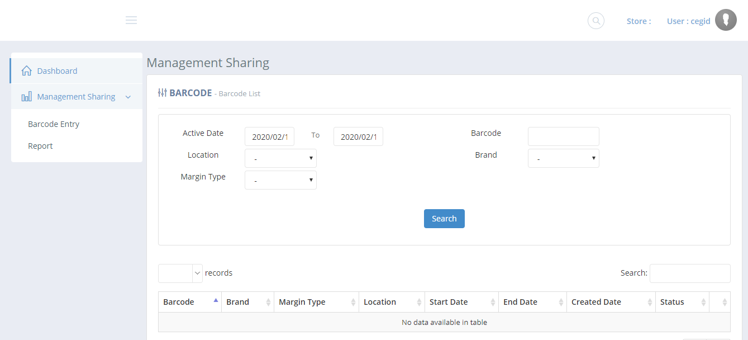 Store :
User : cegid
Dashboard
Management Sharing
Barcode Entry
Report
Management Sharing
BARCODE - Barcode List
Active Date 2020/02/1 To 2020/02/1 Barcode
Location - Brand -
Margin Type -
Search
records Search:
Barcode Brand Margin Type Location Start Date End Date Created Date Status
No data available in table